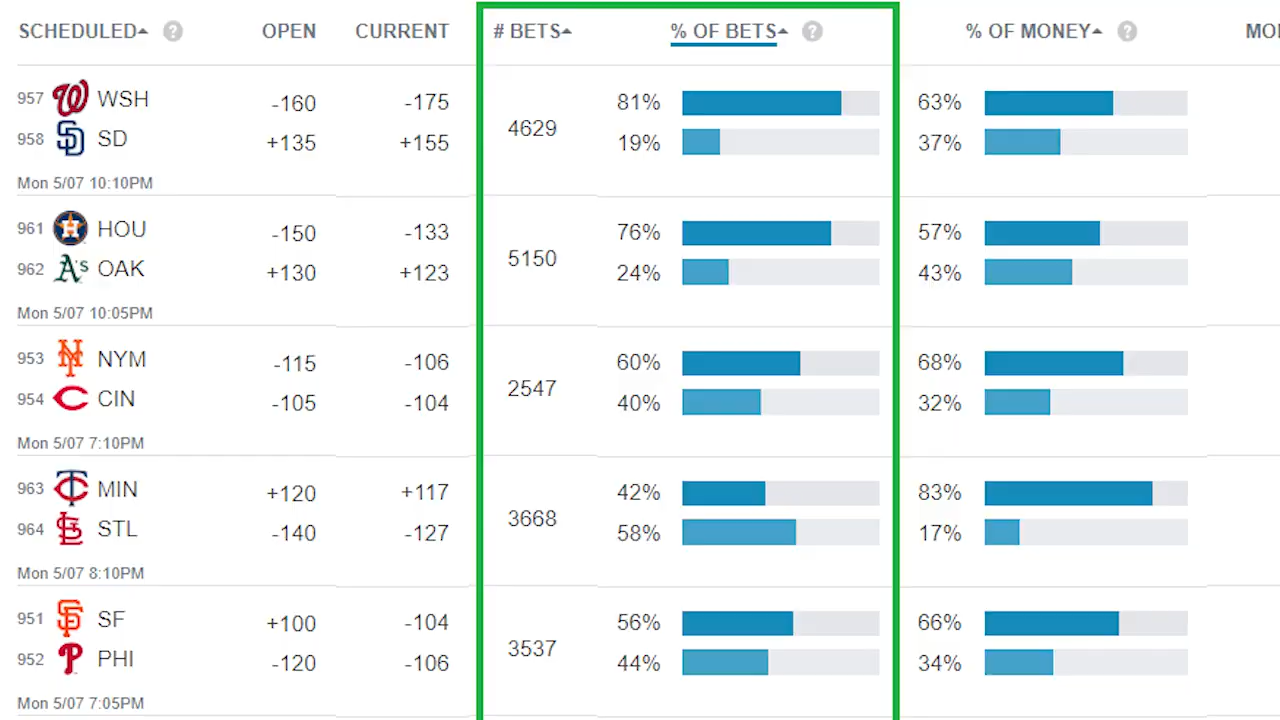 SCHEDULED ? OPEN CURRENT # BETS % OF BETS ? % OF MONEY ? MO
957 WSH -160 -175 81% 63%
4629
958 SD +135 +155 19% 37%
Mon 5/07 10:10PM
961 HOU -150 -133 76% 57%
5150
962 A's OAK +130 +123 24% 43%
Mon 5/07 10:05PM
953 NYM -115 -106 60% 68%
2547
954 CIN -105 -104 40% 32%
Mon 5/07 7:10PM
963 MIN +120 +117 42% 83%
3668
964 STL -140 -127 58% 17%
Mon 5/07 8:10PM
951 SF +100 -104 56% 66%
3537
952 PHI -120 -106 44% 34%
Mon 5/07 7:05PM